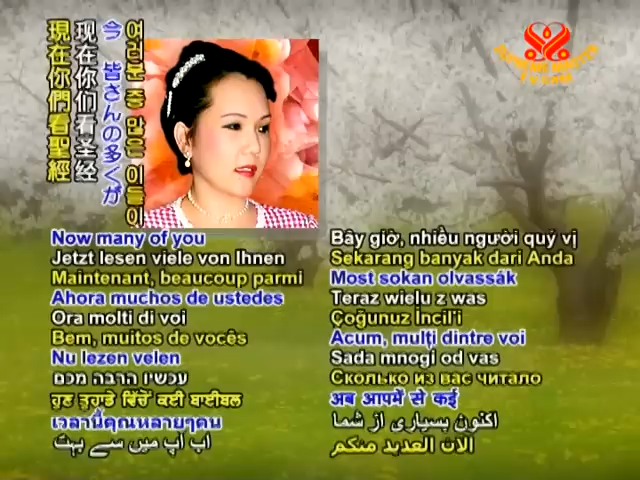 現在你們看聖經
现在你们看圣经
今 皆さんの多くが
여러분 중 많은 이들이
SUPREME MASTER
TELEVISION
Now many of you
Jetzt lesen viele von Ihnen
Maintenant, beaucoup parmi
Ahora muchos de ustedes
Ora molti di voi
Bem, muitos de vocês
Nu lezen velen
עכשיו הרבה מכם
ਹੁਣ ਤੁਹਾਡੇ ਵਿੱਚੋਂ ਕਈ ਬਾਈਬਲ
เวลานี้คุณหลายๆคน
اب آپ میں سے بہت
Bây giờ, nhiều người quý vị
Sekarang banyak dari Anda
Most sokan olvassák
Teraz wielu z was
Çoğunuz İncil'i
Acum, mulţi dintre voi
Sada mnogi od vas
Сколько из вас читало
अब आपमें से कई
اکنون بسیاری از شما
الآن العديد منكم